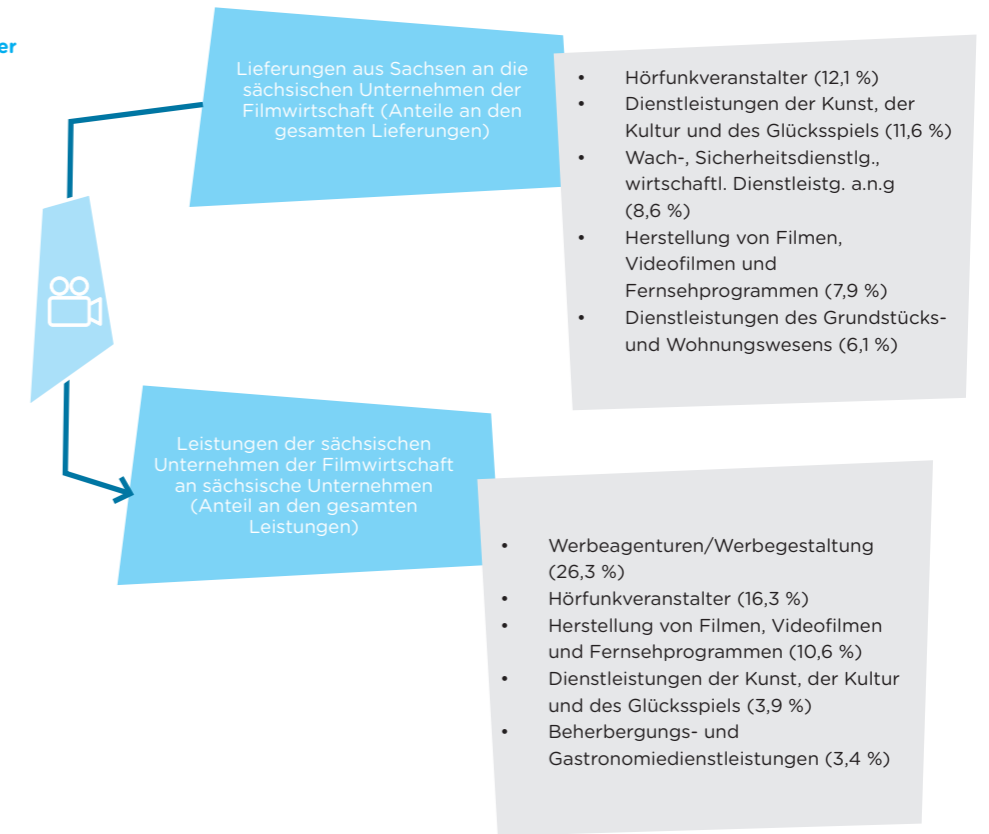 er
Lieferungen aus Sachsen an die
sächsischen Unternehmen der
Filmwirtschaft (Anteile an den
gesamten Lieferungen)
• Hörfunkveranstalter (12,1 %)
• Dienstleistungen der Kunst, der
Kultur und des Glücksspiels (11,6 %)
• Wach-, Sicherheitsdienstlg.,
wirtschaftl. Dienstleistg. a.n.g
(8,6 %)
• Herstellung von Filmen,
Videofilmen und
Fernsehprogrammen (7,9 %)
• Dienstleistungen des Grundstücks-
und Wohnungswesens (6,1 %)
Leistungen der sächsischen
Unternehmen der Filmwirtschaft
an sächsische Unternehmen
(Anteil an den gesamten
Leistungen)
• Werbeagenturen/Werbegestaltung
(26,3 %)
• Hörfunkveranstalter (16,3 %)
• Herstellung von Filmen, Videofilmen
und Fernsehprogrammen (10,6 %)
• Dienstleistungen der Kunst, der Kultur
und des Glücksspiels (3,9 %)
• Beherbergungs- und
Gastronomiedienstleistungen (3,4 %)